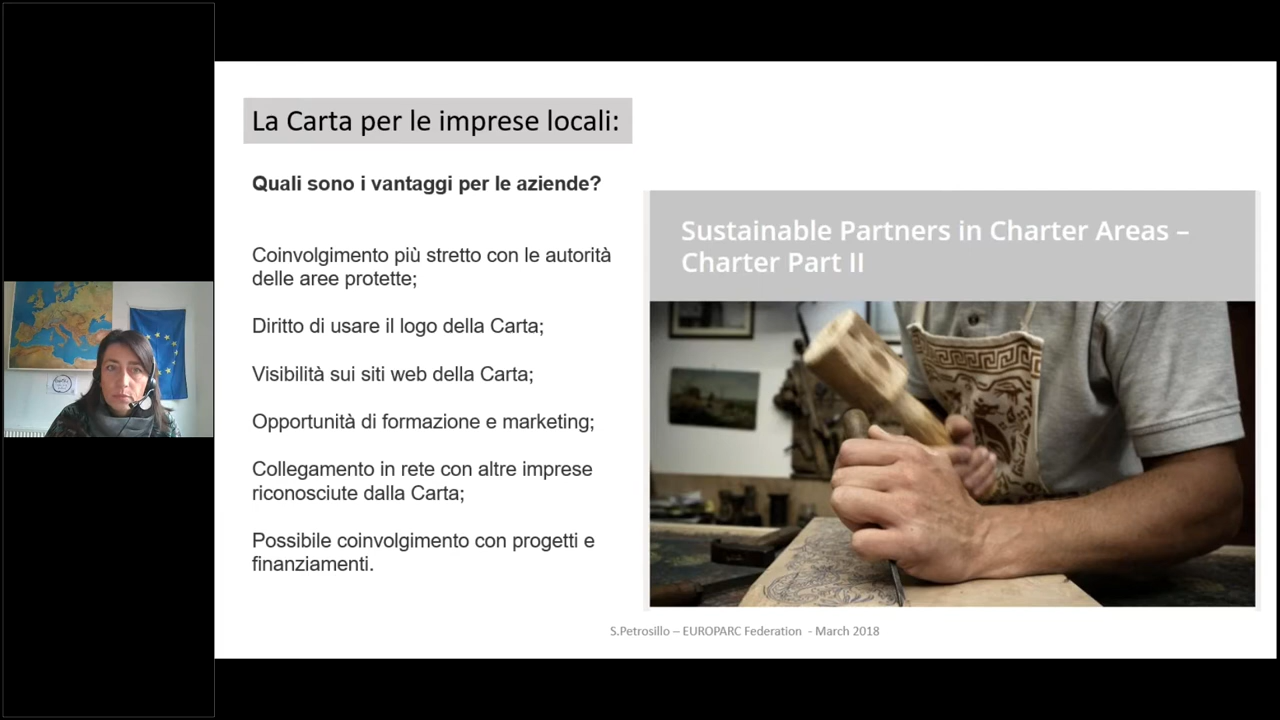 La Carta per le imprese locali:
Quali sono i vantaggi per le aziende?
Coinvolgimento più stretto con le autorità
delle aree protette;
Diritto di usare il logo della Carta;
Visibilità sui siti web della Carta;
Opportunità di formazione e marketing;
Collegamento in rete con altre imprese
riconosciute dalla Carta;
Possibile coinvolgimento con progetti e
finanziamenti.
Sustainable Partners in Charter Areas –
Charter Part II
S.Petrosillo – EUROPARC Federation - March 2018